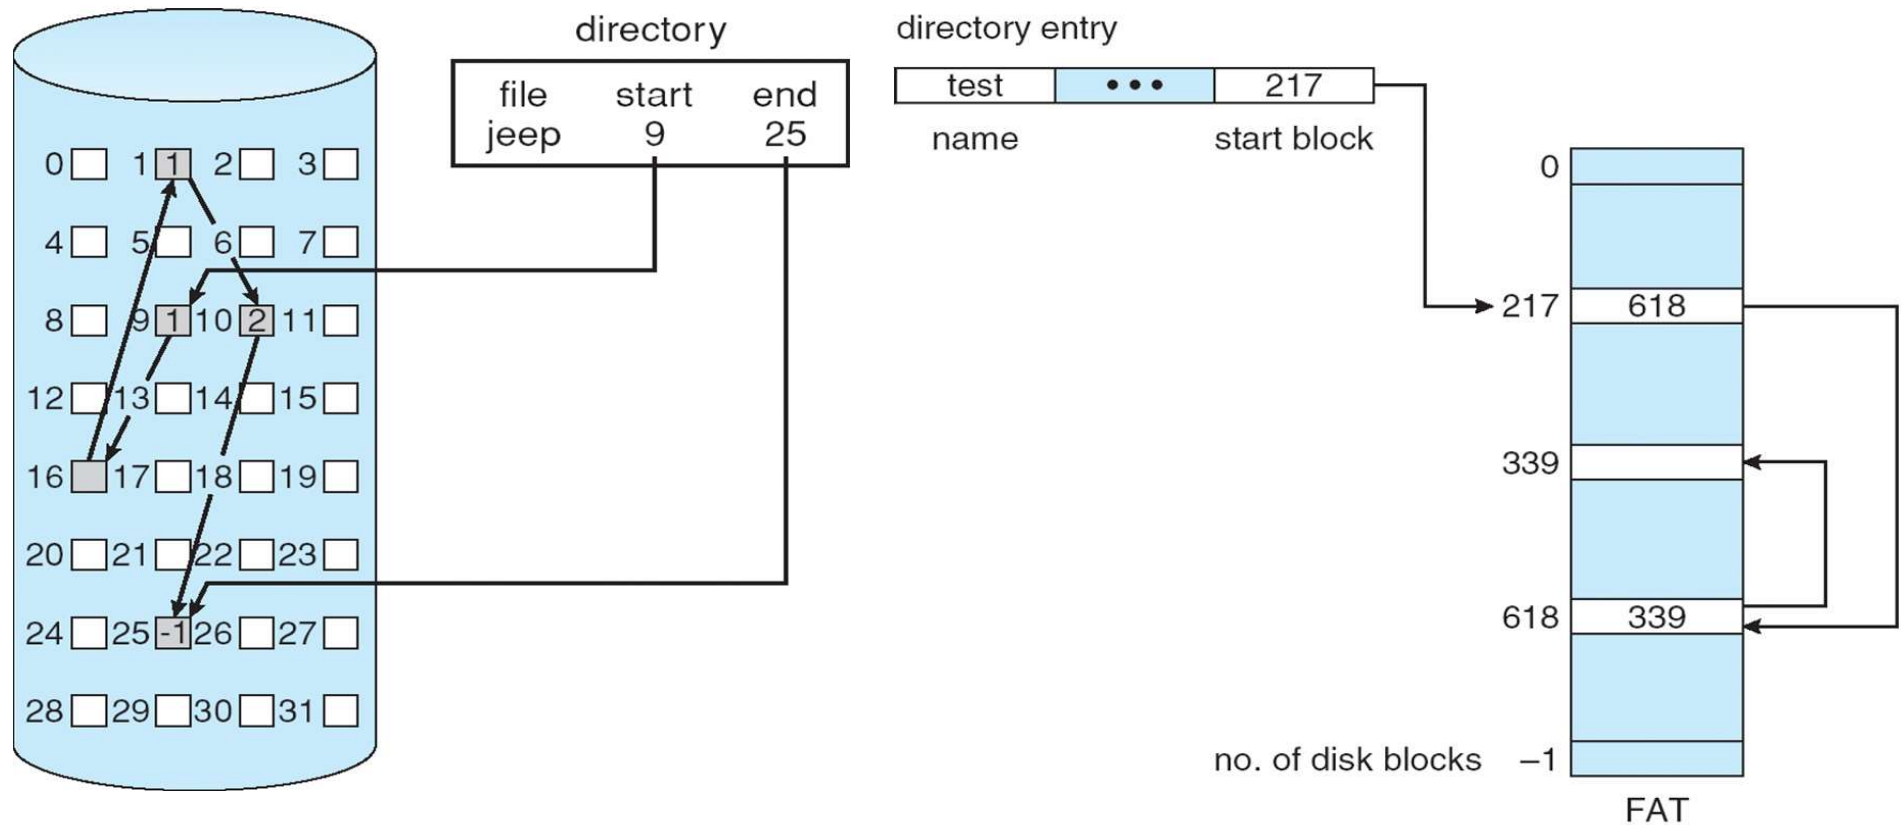 directory
file start end
jeep 9 25
0 1 1 2 3
4 5 6 7
8 9 1 10 2 11
12 13 14 15
16 17 18 19
20 21 22 23
24 25 -1 26 27
28 29 30 31
directory entry
test ••• 217
name start block
0
217 618
339
618 339
no. of disk blocks –1
FAT